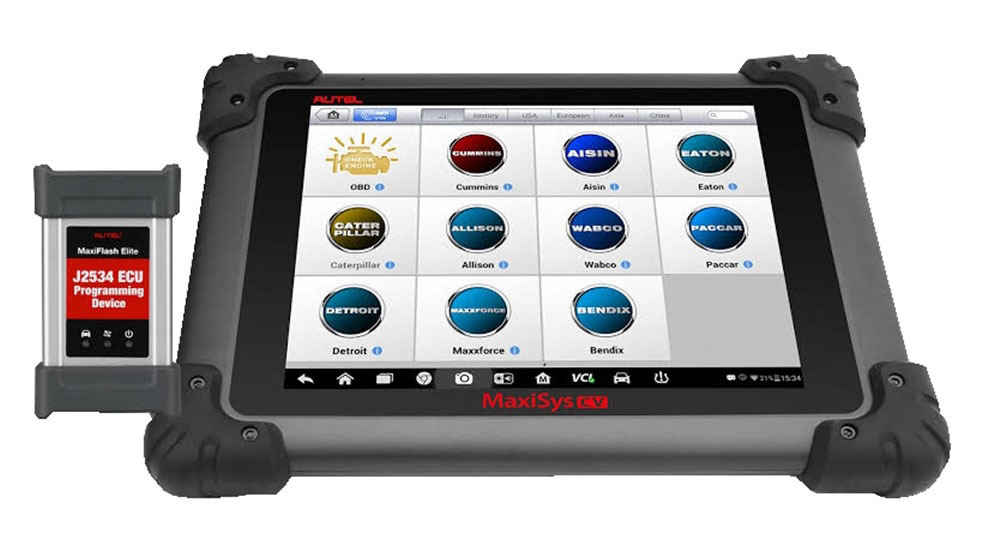 AUTEL
History USA European Asia China
CHECK
ENGINE
CUMMINS
AISIN
EATON
OBD
Cummins
Aisin
Eaton
CATER
PILLAR
ALLISON
WABCO
PACCAR
Caterpillar
Allison
Wabco
Paccar
DETROIT
MAXXFORCE
BENDIX
Detroit
Maxxforce
Bendix
VCI
21% 15:34
MaxiSys CV
AUTEL
MaxiFlash Elite
J2534 ECU
Programming
Device